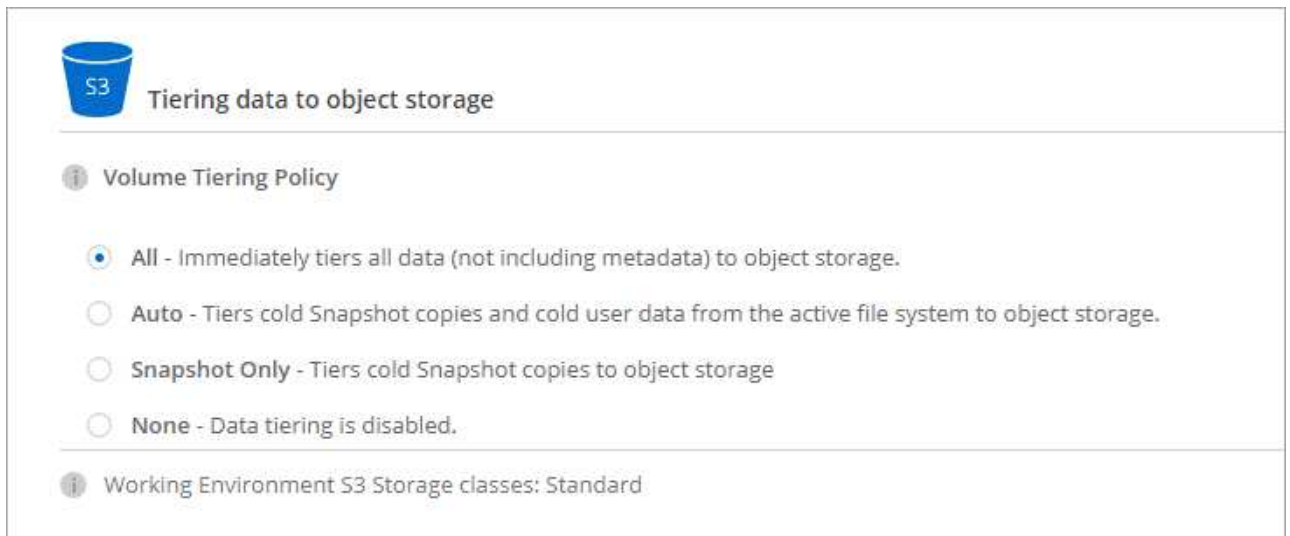 S3
Tiering data to object storage
Volume Tiering Policy
All - Immediately tiers all data (not including metadata) to object storage.
Auto - Tiers cold Snapshot copies and cold user data from the active file system to object storage.
Snapshot Only - Tiers cold Snapshot copies to object storage
None - Data tiering is disabled.
Working Environment S3 Storage classes: Standard